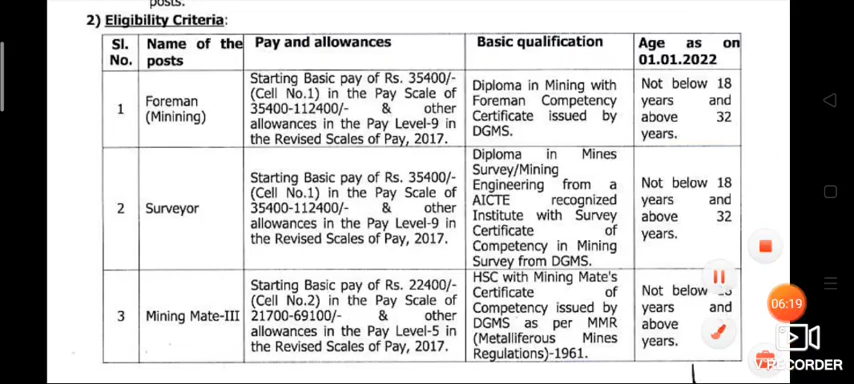 posts.
2) Eligibility Criteria:
Sl. No. Name of the posts Pay and allowances Basic qualification Age as on 01.01.2022
1 Foreman (Minining)
Starting Basic pay of Rs. 35400/-
(Cell No.1) in the Pay Scale of
35400-112400/- & other
allowances in the Pay Level-9 in
the Revised Scales of Pay, 2017.
Diploma in Mining with
Foreman Competency
Certificate issued by
DGMS.
Not below 18
years and
above 32
years.
2 Surveyor
Starting Basic pay of Rs. 35400/-
(Cell No.1) in the Pay Scale of
35400-112400/- & other
allowances in the Pay Level-9 in
the Revised Scales of Pay, 2017.
Diploma in Mines
Survey/Mining
Engineering from a
AICTE recognized
Institute with Survey
Certificate of
Competency in Mining
Survey from DGMS.
Not below 18
years and
above 32
years.
3 Mining Mate-III
Starting Basic pay of Rs. 22400/-
(Cell No.2) in the Pay Scale of
21700-69100/- & other
allowances in the Pay Level-5 in
the Revised Scales of Pay, 2017.
HSC with Mining Mate's
Certificate of
Competency issued by
DGMS as per MMR
(Metalliferous Mines
Regulations)-1961.
Not below
years and
above
years.
06:19
V RECORDER